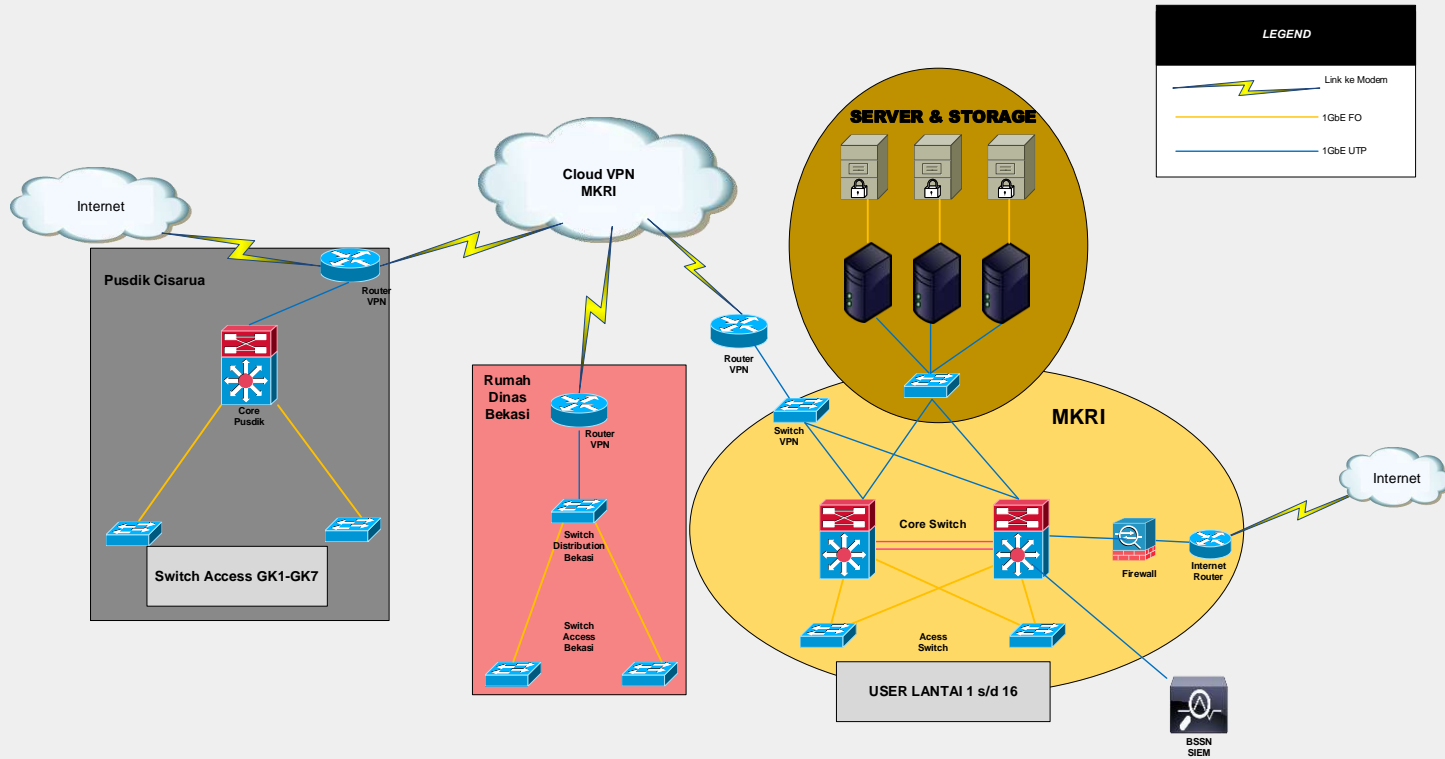 LEGEND
Link ke Modem
1GbE FO
1GbE UTP
SERVER & STORAGE
Cloud VPN
MKRI
Internet
Pusdik Cisarua
Router
VPN
Core
Pusdik
Switch Access GK1-GK7
Rumah
Dinas
Bekasi
Router
VPN
Switch
Distribution
Bekasi
Switch
Access
Bekasi
Router
VPN
Switch
VPN
MKRI
Core Switch
Firewall
Internet
Router
Internet
Acess
Switch
USER LANTAI 1 s/d 16
BSSN
SIEM